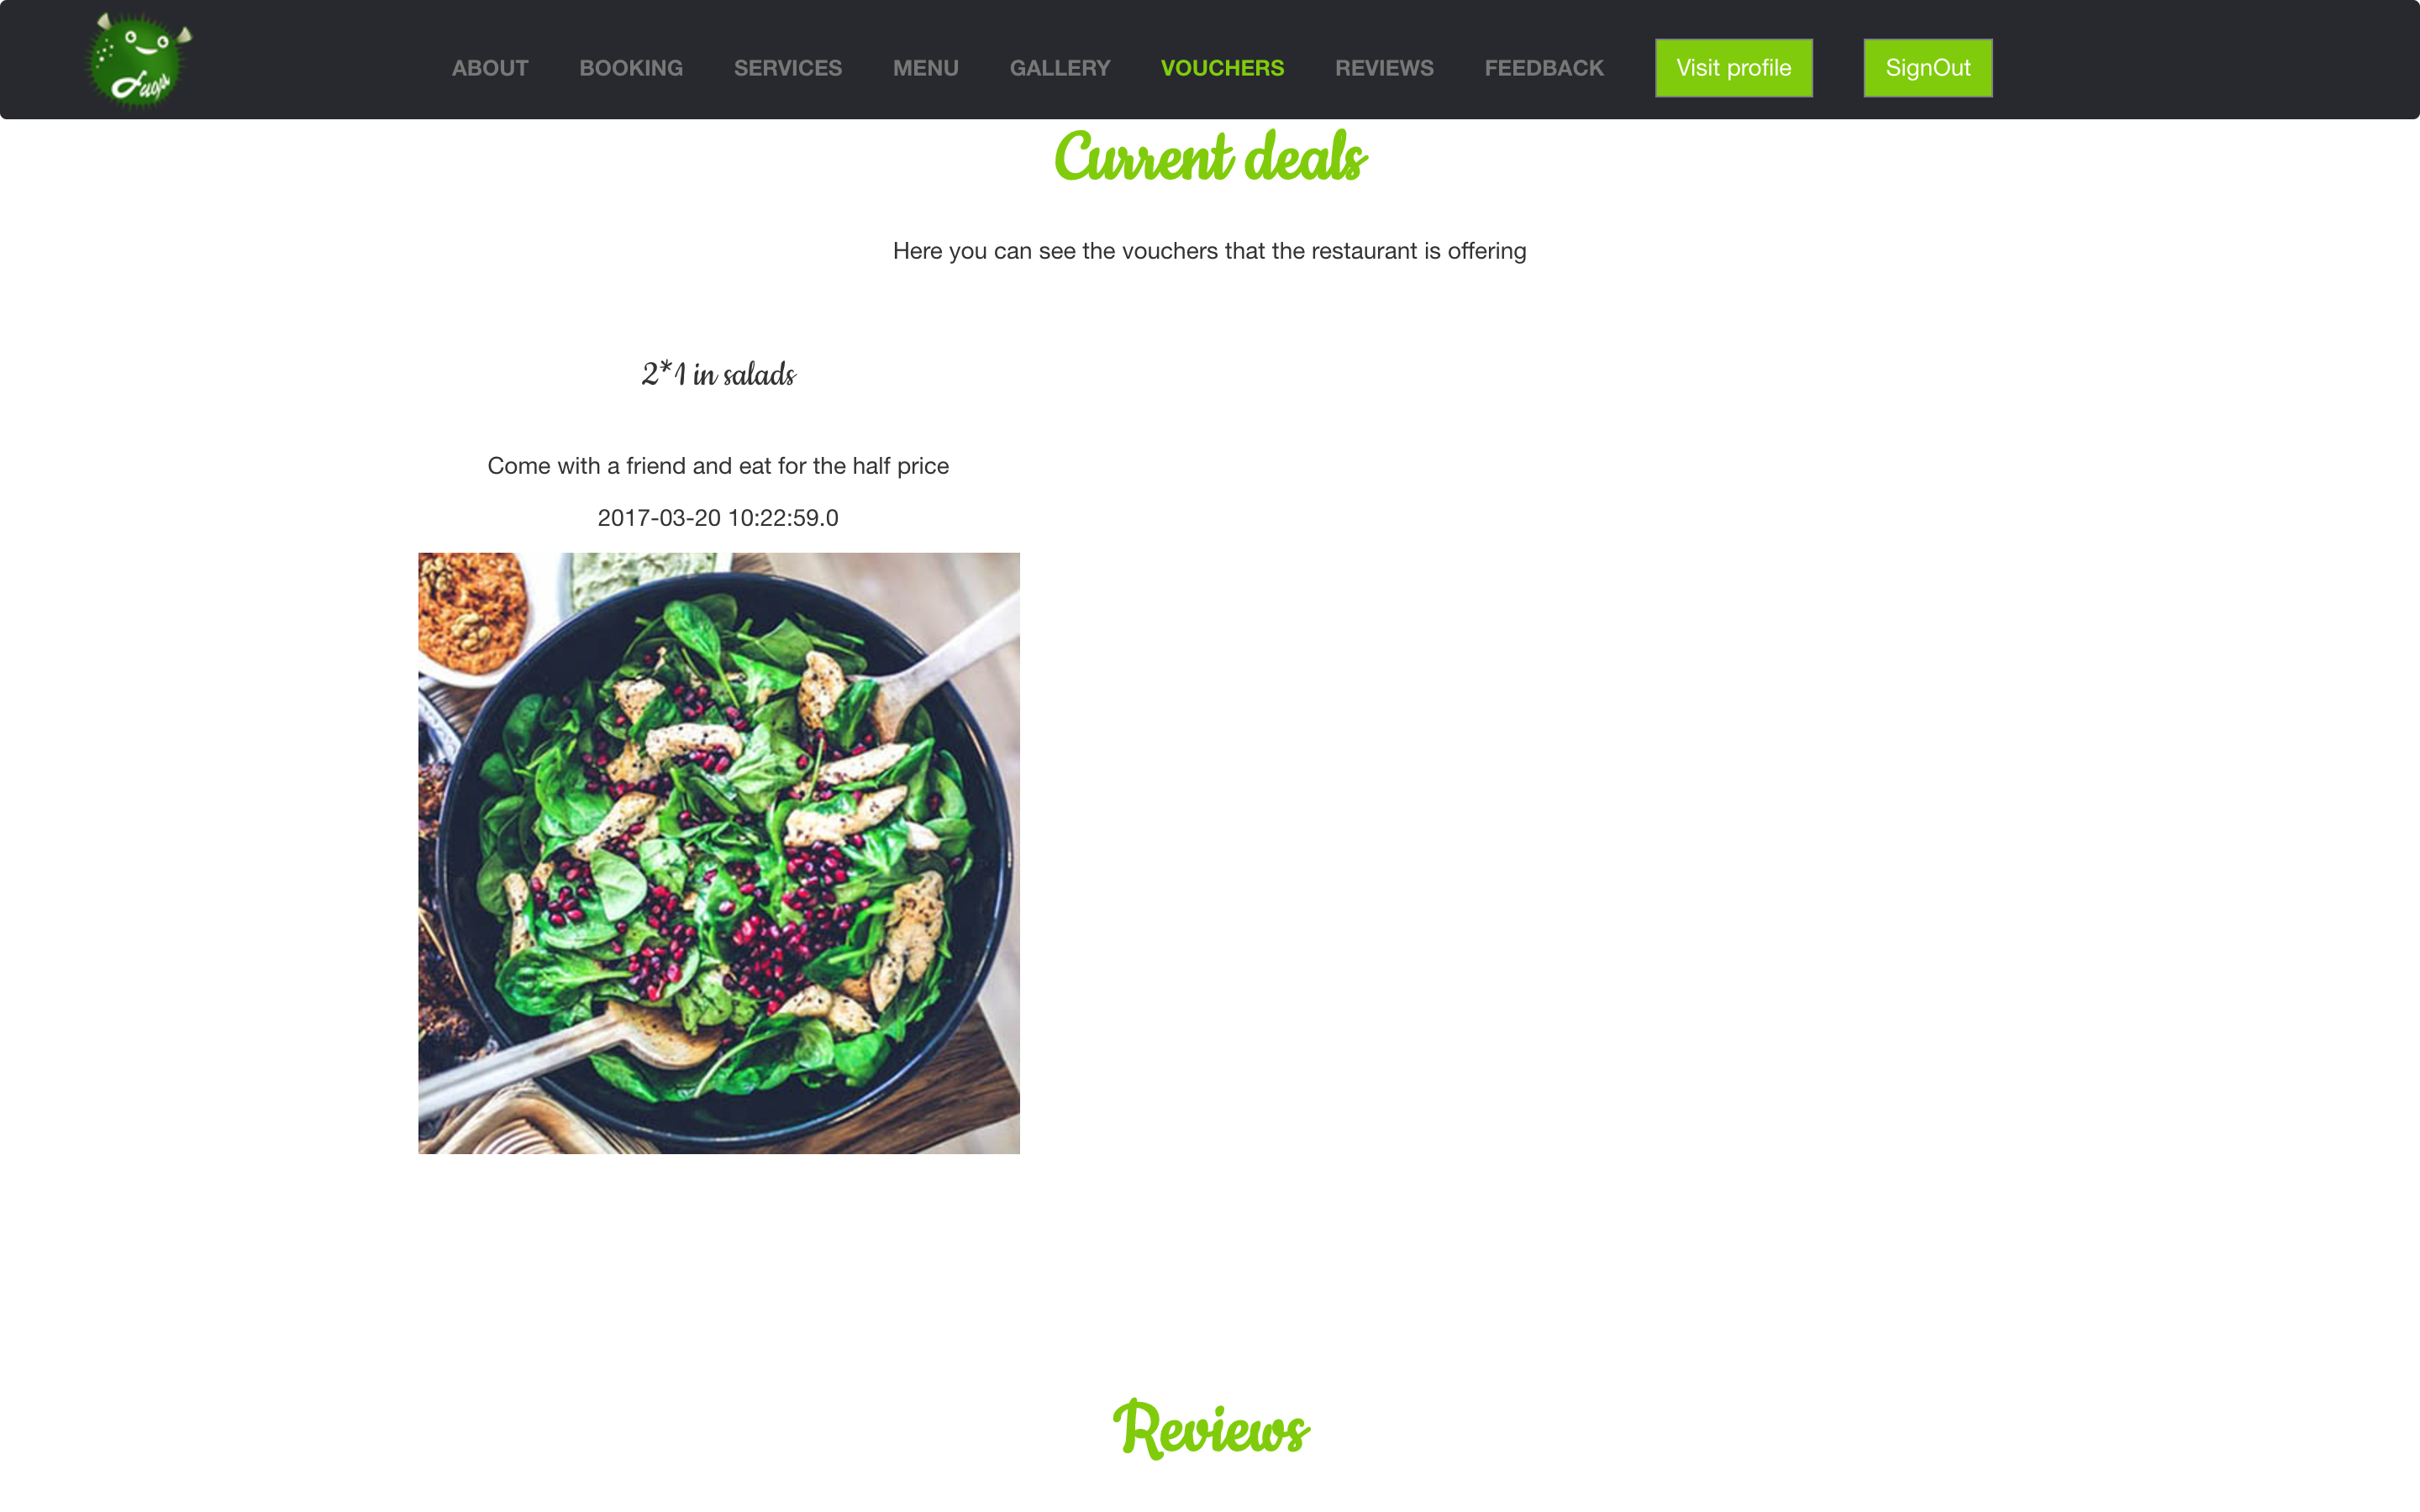 Fugu
ABOUT BOOKING SERVICES MENU GALLERY VOUCHERS REVIEWS FEEDBACK Visit profile SignOut
Current deals
Here you can see the vouchers that the restaurant is offering
2*1 in salads
Come with a friend and eat for the half price
2017-03-20 10:22:59.0
Reviews